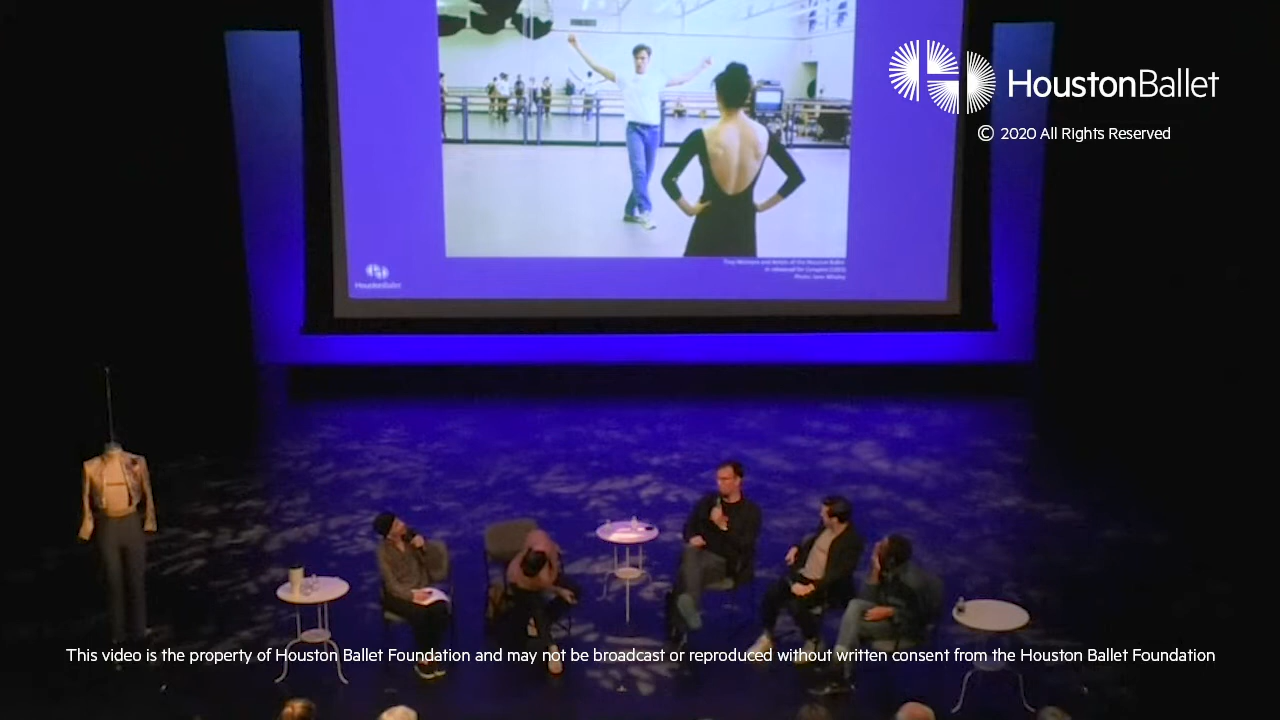 HoustonBallet
© 2020 All Rights Reserved
HoustonBallet
This video is the property of Houston Ballet Foundation and may not be broadcast or reproduced without written consent from the Houston Ballet Foundation